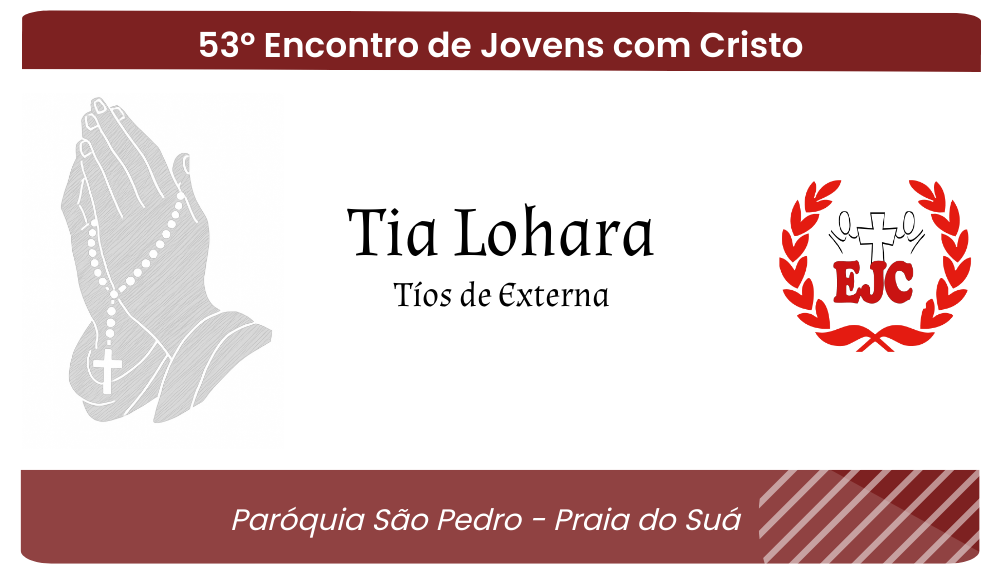 53º Encontro de Jovens com Cristo
Tia Lohara
Tíos de Externa
EJC
Paróquia São Pedro - Praia do Suá